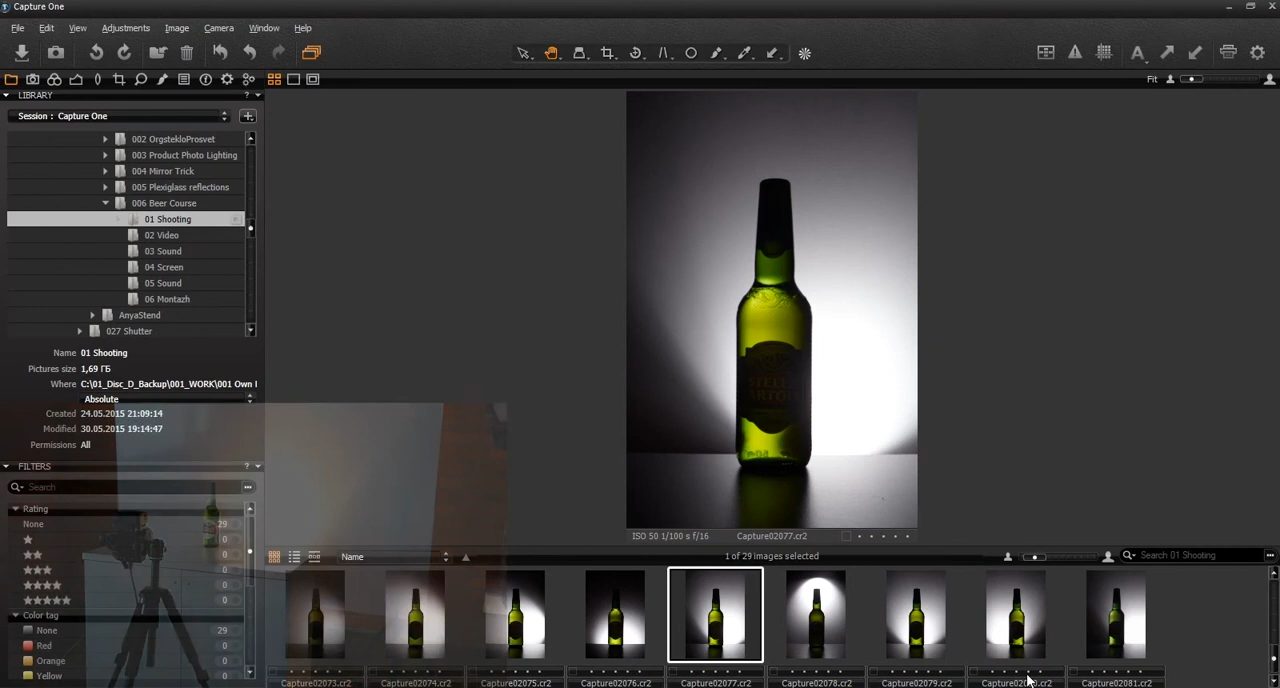 Capture One
File Edit View Adjustments Image Camera Window Help
Fit
LIBRARY ?
Session : Capture One
002 OrgstekloProsvet
003 Product Photo Lighting
004 Mirror Trick
005 Plexiglass reflections
006 Beer Course
01 Shooting
02 Video
03 Sound
04 Screen
05 Sound
06 Montazh
AnyaStend
027 Shutter
Name 01 Shooting
Pictures size 1,69 ГБ
Where C:\01_Disc_D_Backup\001_WORK\001 Own I
Absolute
Created 24.05.2015 21:09:14
Modified 30.05.2015 19:14:47
Permissions All
FILTERS ?
Search
Rating
None 29
0
0
0
0
0
Color tag
None 29
Red 0
Orange 0
Yellow 0
ISO 50 1/100 s f/16 Capture02077.cr2
Name 1 of 29 images selected Search 01 Shooting
Capture02073.cr2 Capture02074.cr2 Capture02075.cr2 Capture02076.cr2 Capture02077.cr2 Capture02078.cr2 Capture02079.cr2 Capture02080.cr2 Capture02081.cr2